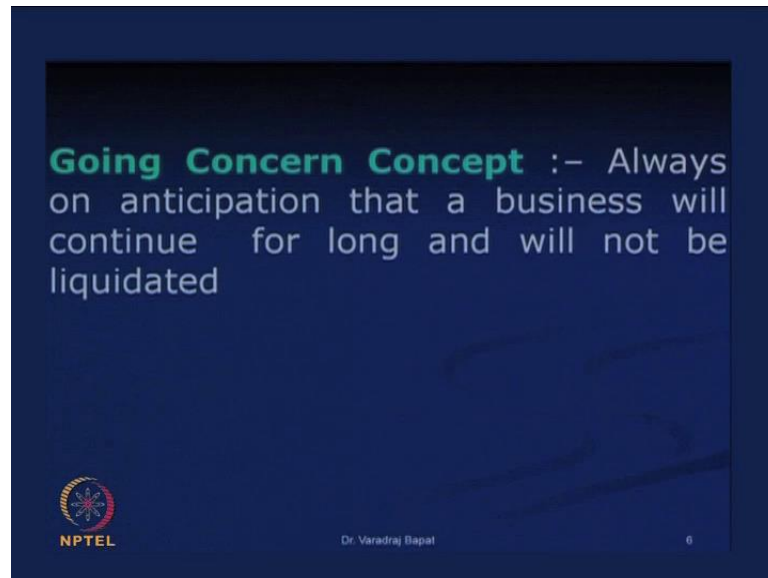 Going Concern Concept :– Always
on anticipation that a business will
continue for long and will not be
liquidated
NPTEL
Dr. Varadraj Bapat
6